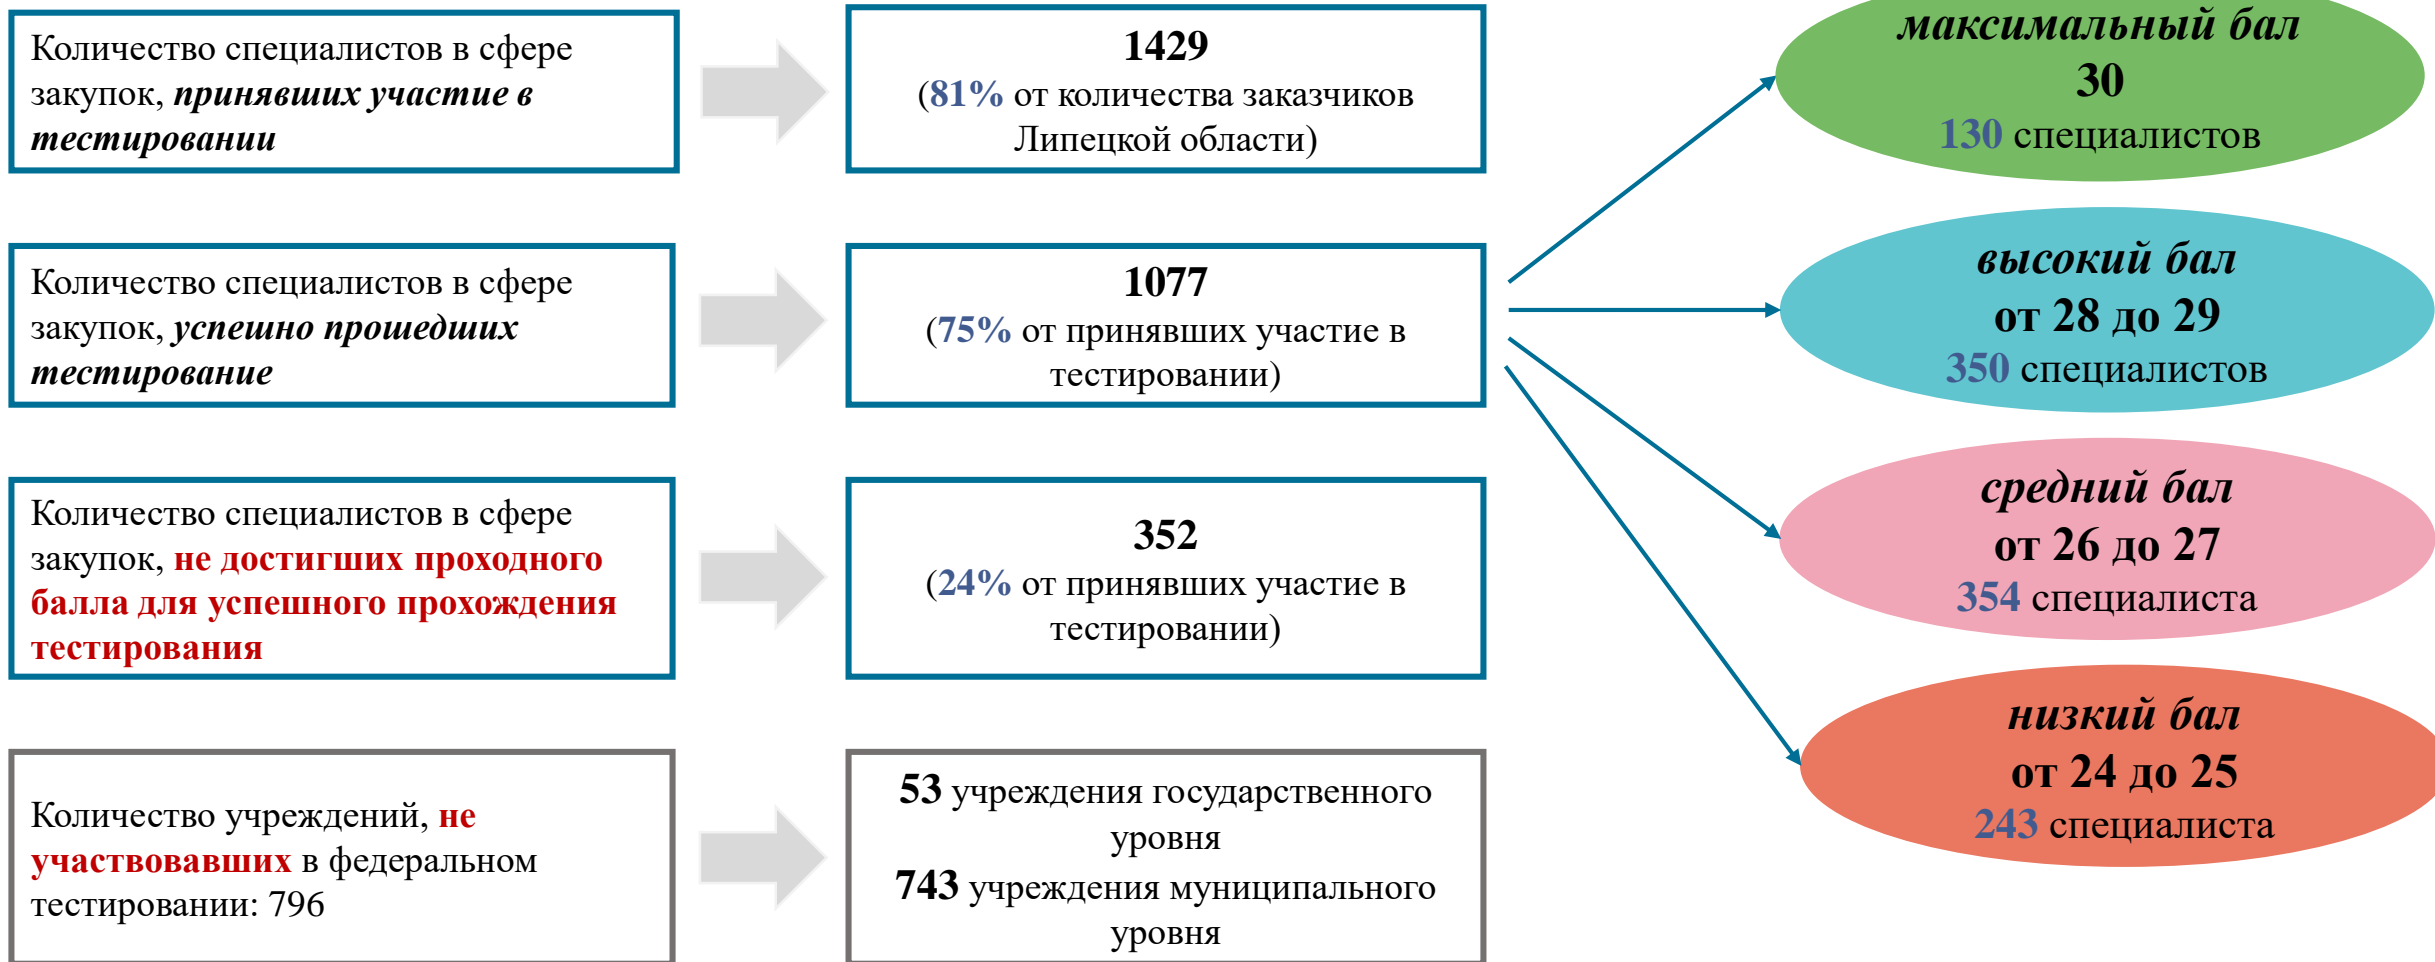 Количество специалистов в сфере
закупок, принявших участие в
тестировании
1429
(81% от количества заказчиков
Липецкой области)
Количество специалистов в сфере
закупок, успешно прошедших
тестирование
1077
(75% от принявших участие в
тестировании)
Количество специалистов в сфере
закупок, не достигших проходного
балла для успешного прохождения
тестирования
352
(24% от принявших участие в
тестировании)
Количество учреждений, не
участвовавших в федеральном
тестировании: 796
53 учреждения государственного
уровня
743 учреждения муниципального
уровня
максимальный бал
30
130 специалистов
высокий бал
от 28 до 29
350 специалистов
средний бал
от 26 до 27
354 специалиста
низкий бал
от 24 до 25
243 специалиста